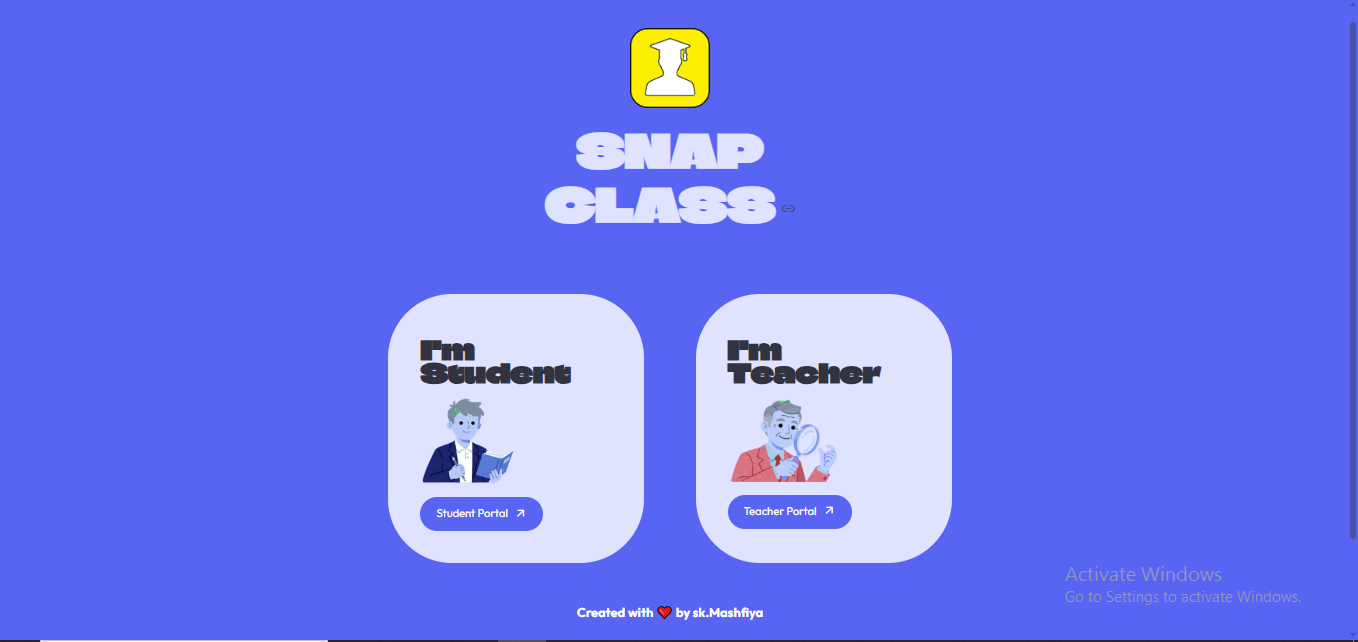 SNAP
CLASS
I'm
Student
Student Portal
I'm
Teacher
Teacher Portal
Created with ❤️ by sk.Mashfiya
Activate Windows
Go to Settings to activate Windows.